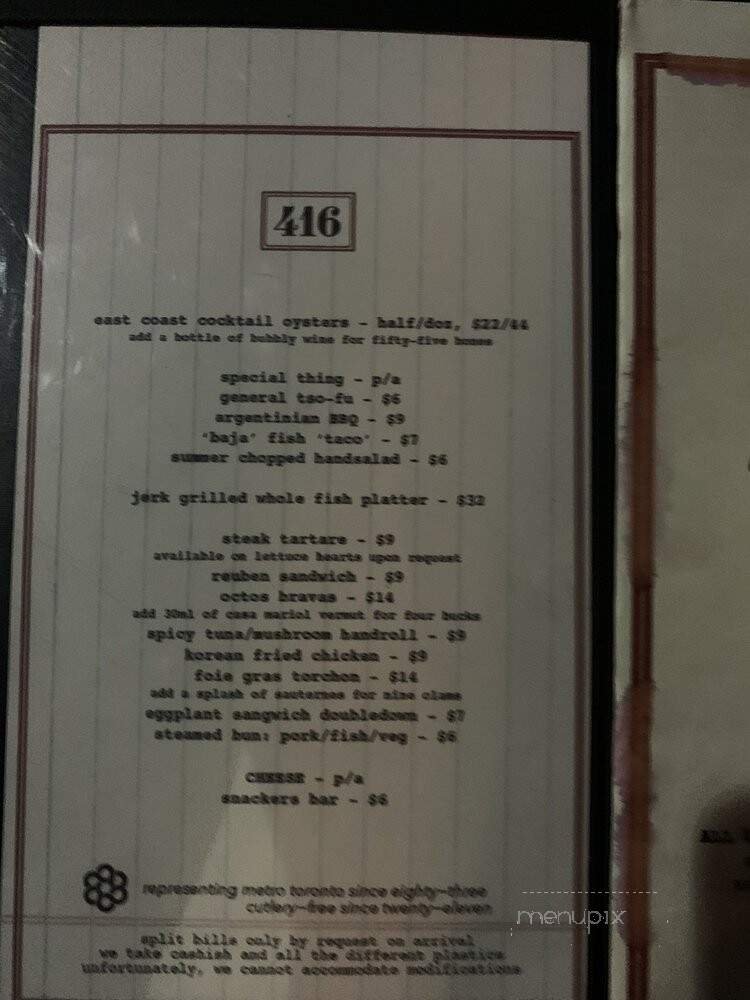 416
east coast cocktail oysters - half/doz, $22/44
add a bottle of bubbly wine for fifty-five bones
special thing - p/a
general tso-fu - $6
argentinian BBQ - $9
'baja' fish 'taco' - $7
summer chopped handsalad - $6
jerk grilled whole fish platter - $32
steak tartare - $9
available on lettuce hearts upon request
reuben sandwich - $9
octos bravas - $14
add 30ml of casa mariol vermut for four bucks
spicy tuna/mushroom handroll - $9
korean fried chicken - $9
foie gras torchon - $14
add a splash of sauternes for nine clams
eggplant sangwich doubledown - $7
steamed bun: pork/fish/veg - $6
CHEESE - p/a
snackers bar - $6
representing metro toronto since eighty-three
cutlery-free since twenty-eleven
split bills only by request on arrival
we take cashish and all the different plastics
unfortunately, we cannot accommodate modifications
ALL
menupix